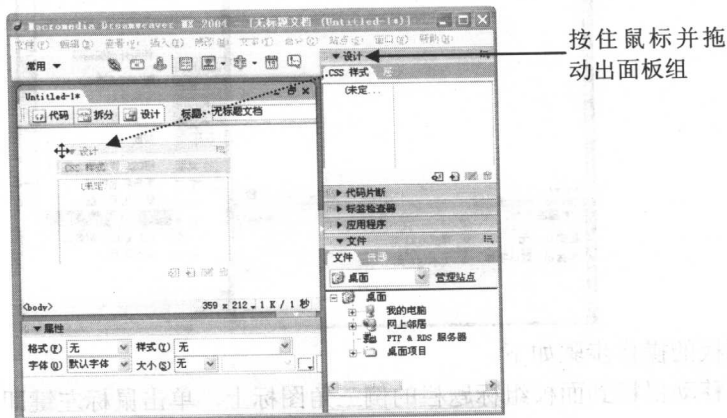 Macromedia Dreamweaver MX 2004 - [无标题文档 (Untitled-1*)]
文件(F) 编辑(E) 查看(V) 插入(I) 修改(M) 文本(T) 命令(C) 站点(S) 窗口(W) 帮助(H)
常用
设计
按住鼠标并拖
动出面板组
CSS 样式 层
(未定...
Untitled-1*
代码 拆分 设计 标题: 无标题文档
设计
CSS 样式
(未定
代码片断
标签检查器
应用程序
文件
文件
桌面 管理站点
桌面
我的电脑
网上邻居
FTP & RDS 服务器
桌面项目
<body> 359 x 212 1 K / 1 秒
属性
格式(F) 无 样式(Y) 无
字体(O) 默认字体 大小(S) 无